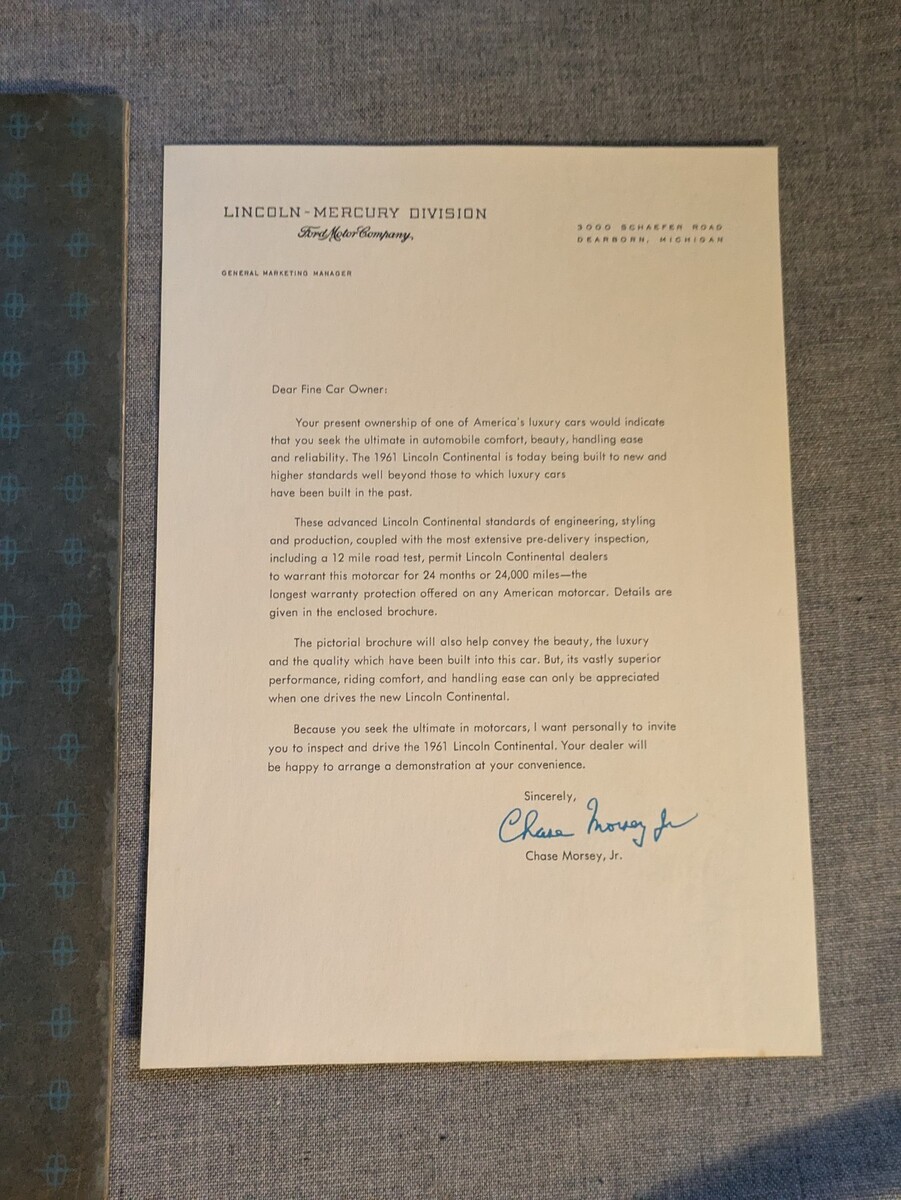 LINCOLN-MERCURY DIVISION
Ford Motor Company,
3000 SCHAEFER ROAD
DEARBORN, MICHIGAN
GENERAL MARKETING MANAGER
Dear Fine Car Owner:
Your present ownership of one of America's luxury cars would indicate
that you seek the ultimate in automobile comfort, beauty, handling ease
and reliability. The 1961 Lincoln Continental is today being built to new and
higher standards well beyond those to which luxury cars
have been built in the past.
These advanced Lincoln Continental standards of engineering, styling
and production, coupled with the most extensive pre-delivery inspection,
including a 12 mile road test, permit Lincoln Continental dealers
to warrant this motorcar for 24 months or 24,000 miles—the
longest warranty protection offered on any American motorcar. Details are
given in the enclosed brochure.
The pictorial brochure will also help convey the beauty, the luxury
and the quality which have been built into this car. But, its vastly superior
performance, riding comfort, and handling ease can only be appreciated
when one drives the new Lincoln Continental.
Because you seek the ultimate in motorcars, I want personally to invite
you to inspect and drive the 1961 Lincoln Continental. Your dealer will
be happy to arrange a demonstration at your convenience.
Sincerely,
Chase Morsey Jr
Chase Morsey, Jr.